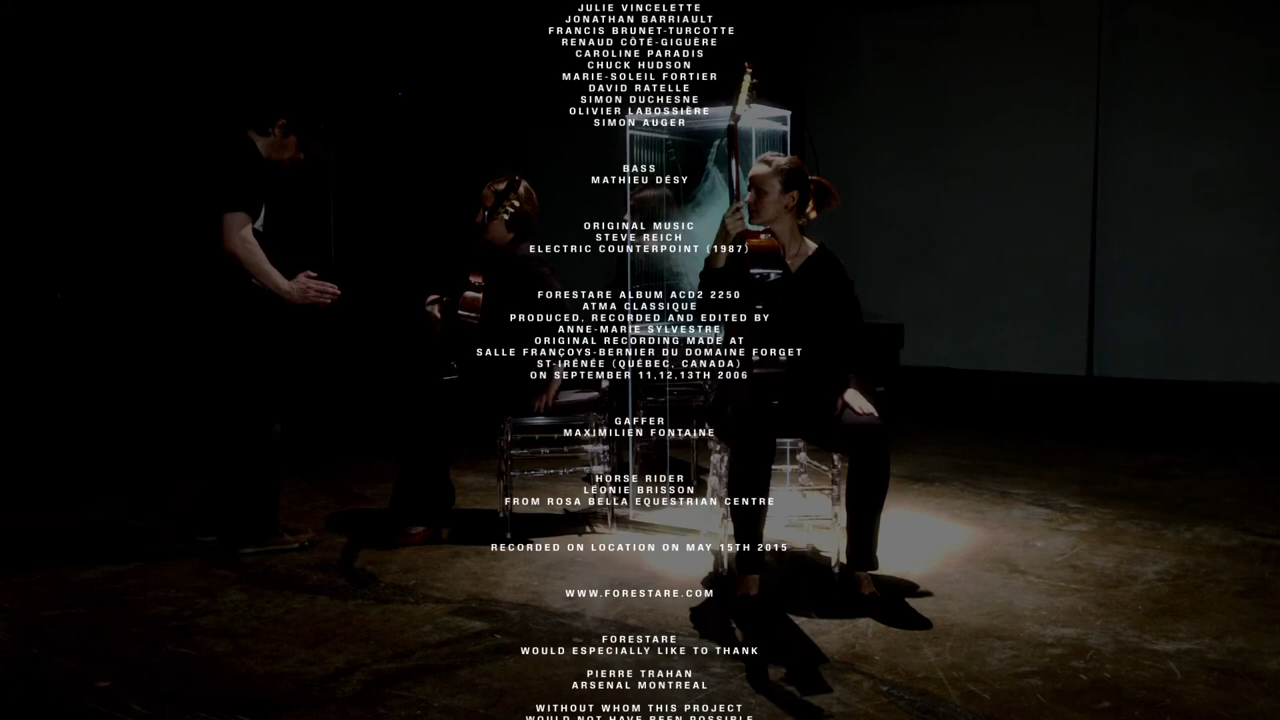 JULIE VINCELETTE
JONATHAN BARRIAULT
FRANCIS BRUNET-TURCOTTE
RENAUD CÔTÉ-GIGUÈRE
CAROLINE PARADIS
CHUCK HUDSON
MARIE-SOLEIL FORTIER
DAVID RATELLE
SIMON DUCHESNE
OLIVIER LABOSSIÈRE
SIMON AUGER
BASS
MATHIEU DÉSY
ORIGINAL MUSIC
STEVE REICH
ELECTRIC COUNTERPOINT (1987)
FORESTARE ALBUM ACD2 2250
ATMA CLASSIQUE
PRODUCED, RECORDED AND EDITED BY
ANNE-MARIE SYLVESTRE
ORIGINAL RECORDING MADE AT
SALLE FRANÇOYS-BERNIER DU DOMAINE FORGET
ST-IRÉNÉE (QUÉBEC, CANADA)
ON SEPTEMBER 11,12,13TH 2006
GAFFER
MAXIMILIEN FONTAINE
HORSE RIDER
LÉONIE BRISSON
FROM ROSA BELLA EQUESTRIAN CENTRE
RECORDED ON LOCATION ON MAY 15TH 2015
WWW.FORESTARE.COM
FORESTARE
WOULD ESPECIALLY LIKE TO THANK
PIERRE TRAHAN
ARSENAL MONTREAL
WITHOUT WHOM THIS PROJECT
WOULD NOT HAVE BEEN POSSIBLE